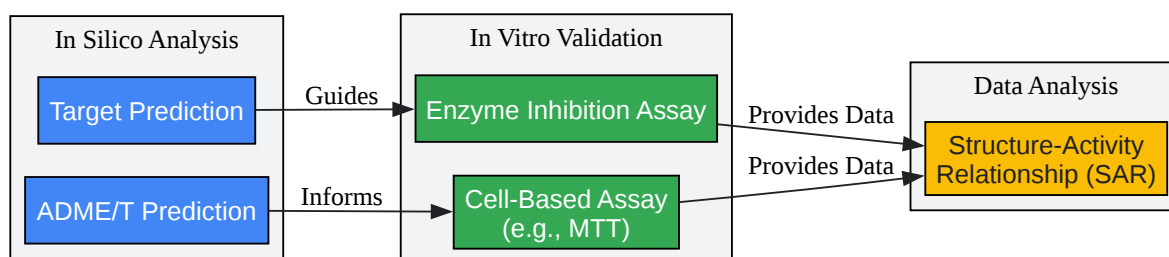 In Silico Analysis
Target Prediction
ADME/T Prediction
Guides
Informs
In Vitro Validation
Enzyme Inhibition Assay
Cell-Based Assay
(e.g., MTT)
Provides Data
Provides Data
Data Analysis
Structure-Activity
Relationship (SAR)